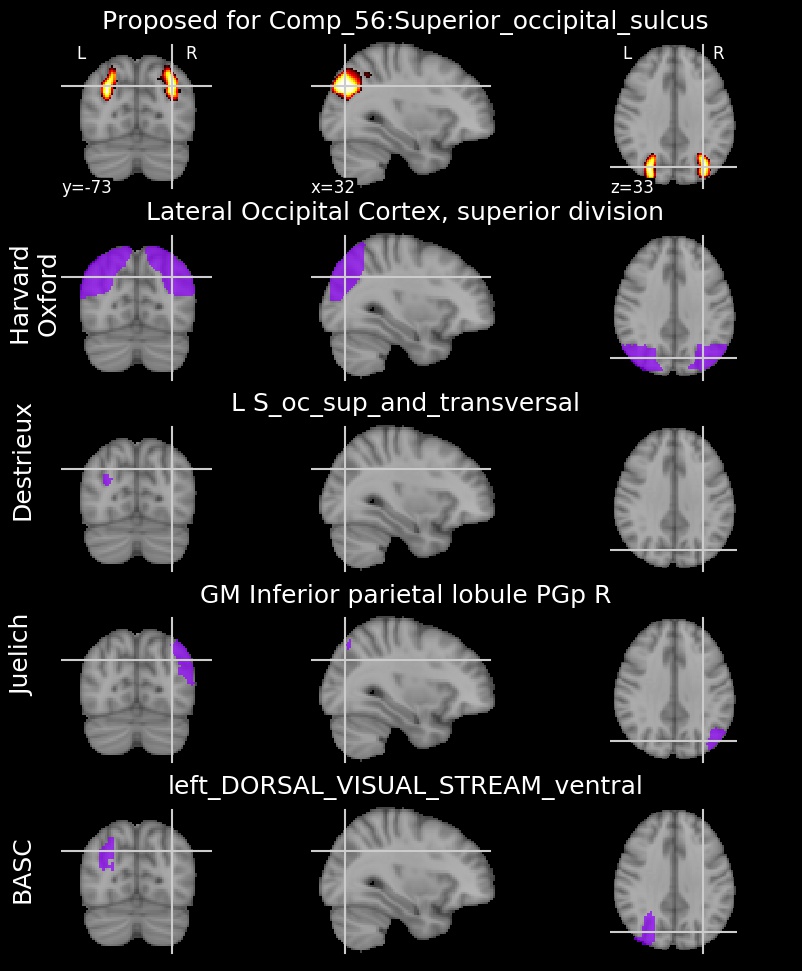 Proposed for Comp_56:Superior_occipital_sulcus
L R L R
y=-73 x=32 z=33
Lateral Occipital Cortex, superior division
Harvard
Oxford
L S_oc_sup_and_transversal
Destrieux
GM Inferior parietal lobule PGp R
Juelich
left_DORSAL_VISUAL_STREAM_ventral
BASC